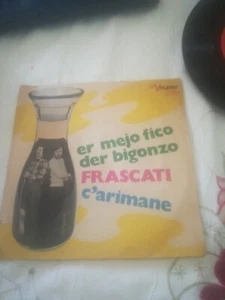 er mejo fico
der bigonzo
FRASCATI
c'arimane